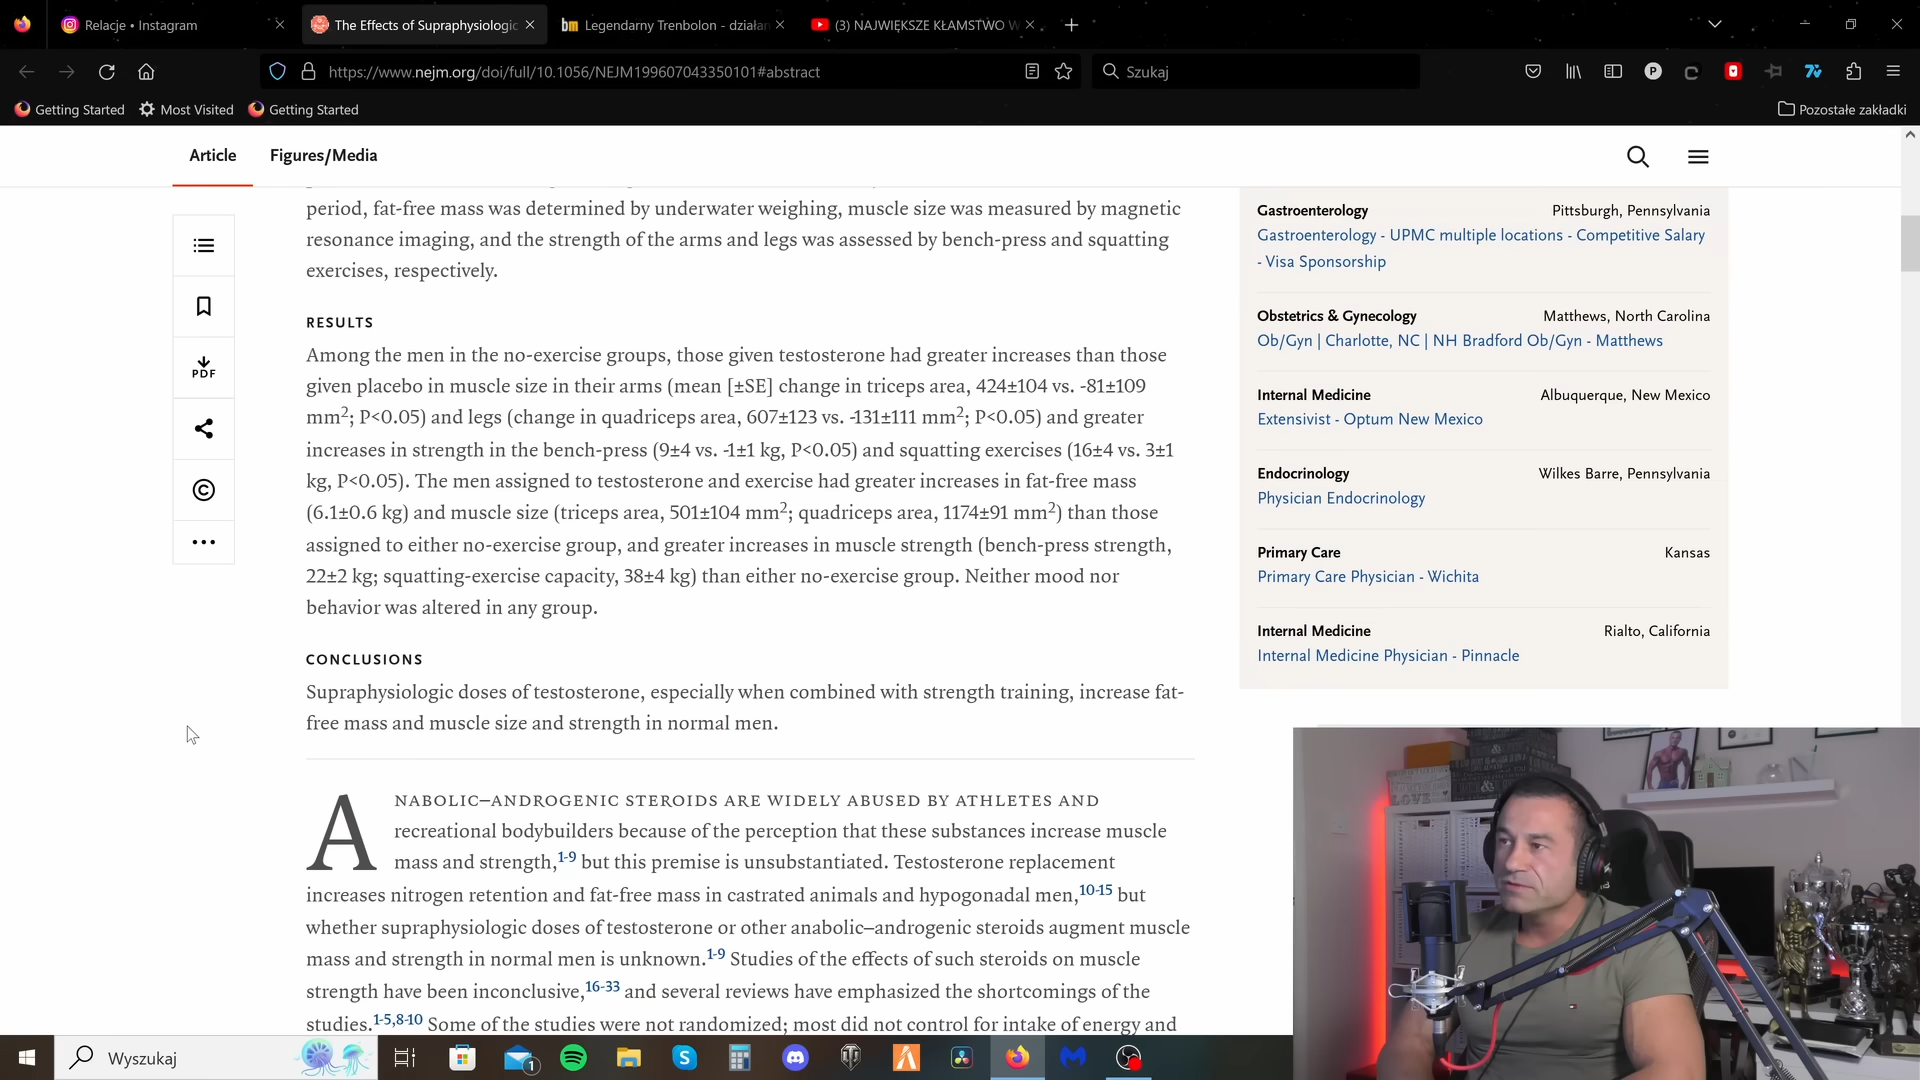 Relacje • Instagram
The Effects of Supraphysiologic
Legendarny Trenbolon - działan
(3) NAJWIĘKSZE KŁAMSTWO W
https://www.nejm.org/doi/full/10.1056/NEJM199607043350101#abstract
Szukaj
Getting Started
Most Visited
Getting Started
Pozostałe zakładki
Article
Figures/Media
PDF
period, fat-free mass was determined by underwater weighing, muscle size was measured by magnetic
resonance imaging, and the strength of the arms and legs was assessed by bench-press and squatting
exercises, respectively.
RESULTS
Among the men in the no-exercise groups, those given testosterone had greater increases than those
given placebo in muscle size in their arms (mean [±SE] change in triceps area, 424±104 vs. -81±109
mm2; P<0.05) and legs (change in quadriceps area, 607±123 vs. -131±111 mm2; P<0.05) and greater
increases in strength in the bench-press (9±4 vs. -1±1 kg, P<0.05) and squatting exercises (16±4 vs. 3±1
kg, P<0.05). The men assigned to testosterone and exercise had greater increases in fat-free mass
(6.1±0.6 kg) and muscle size (triceps area, 501±104 mm2; quadriceps area, 1174±91 mm2) than those
assigned to either no-exercise group, and greater increases in muscle strength (bench-press strength,
22±2 kg; squatting-exercise capacity, 38±4 kg) than either no-exercise group. Neither mood nor
behavior was altered in any group.
CONCLUSIONS
Supraphysiologic doses of testosterone, especially when combined with strength training, increase fat-
free mass and muscle size and strength in normal men.
ANABOLIC–ANDROGENIC STEROIDS ARE WIDELY ABUSED BY ATHLETES AND
recreational bodybuilders because of the perception that these substances increase muscle
mass and strength,1-9 but this premise is unsubstantiated. Testosterone replacement
increases nitrogen retention and fat-free mass in castrated animals and hypogonadal men,10-15 but
whether supraphysiologic doses of testosterone or other anabolic–androgenic steroids augment muscle
mass and strength in normal men is unknown.1-9 Studies of the effects of such steroids on muscle
strength have been inconclusive,16-33 and several reviews have emphasized the shortcomings of the
studies.1-5,8-10 Some of the studies were not randomized; most did not control for intake of energy and
Gastroenterology Pittsburgh, Pennsylvania
Gastroenterology - UPMC multiple locations - Competitive Salary
- Visa Sponsorship
Obstetrics & Gynecology Matthews, North Carolina
Ob/Gyn | Charlotte, NC | NH Bradford Ob/Gyn - Matthews
Internal Medicine Albuquerque, New Mexico
Extensivist - Optum New Mexico
Endocrinology Wilkes Barre, Pennsylvania
Physician Endocrinology
Primary Care Kansas
Primary Care Physician - Wichita
Internal Medicine Rialto, California
Internal Medicine Physician - Pinnacle
LOVE
Wyszukaj
1